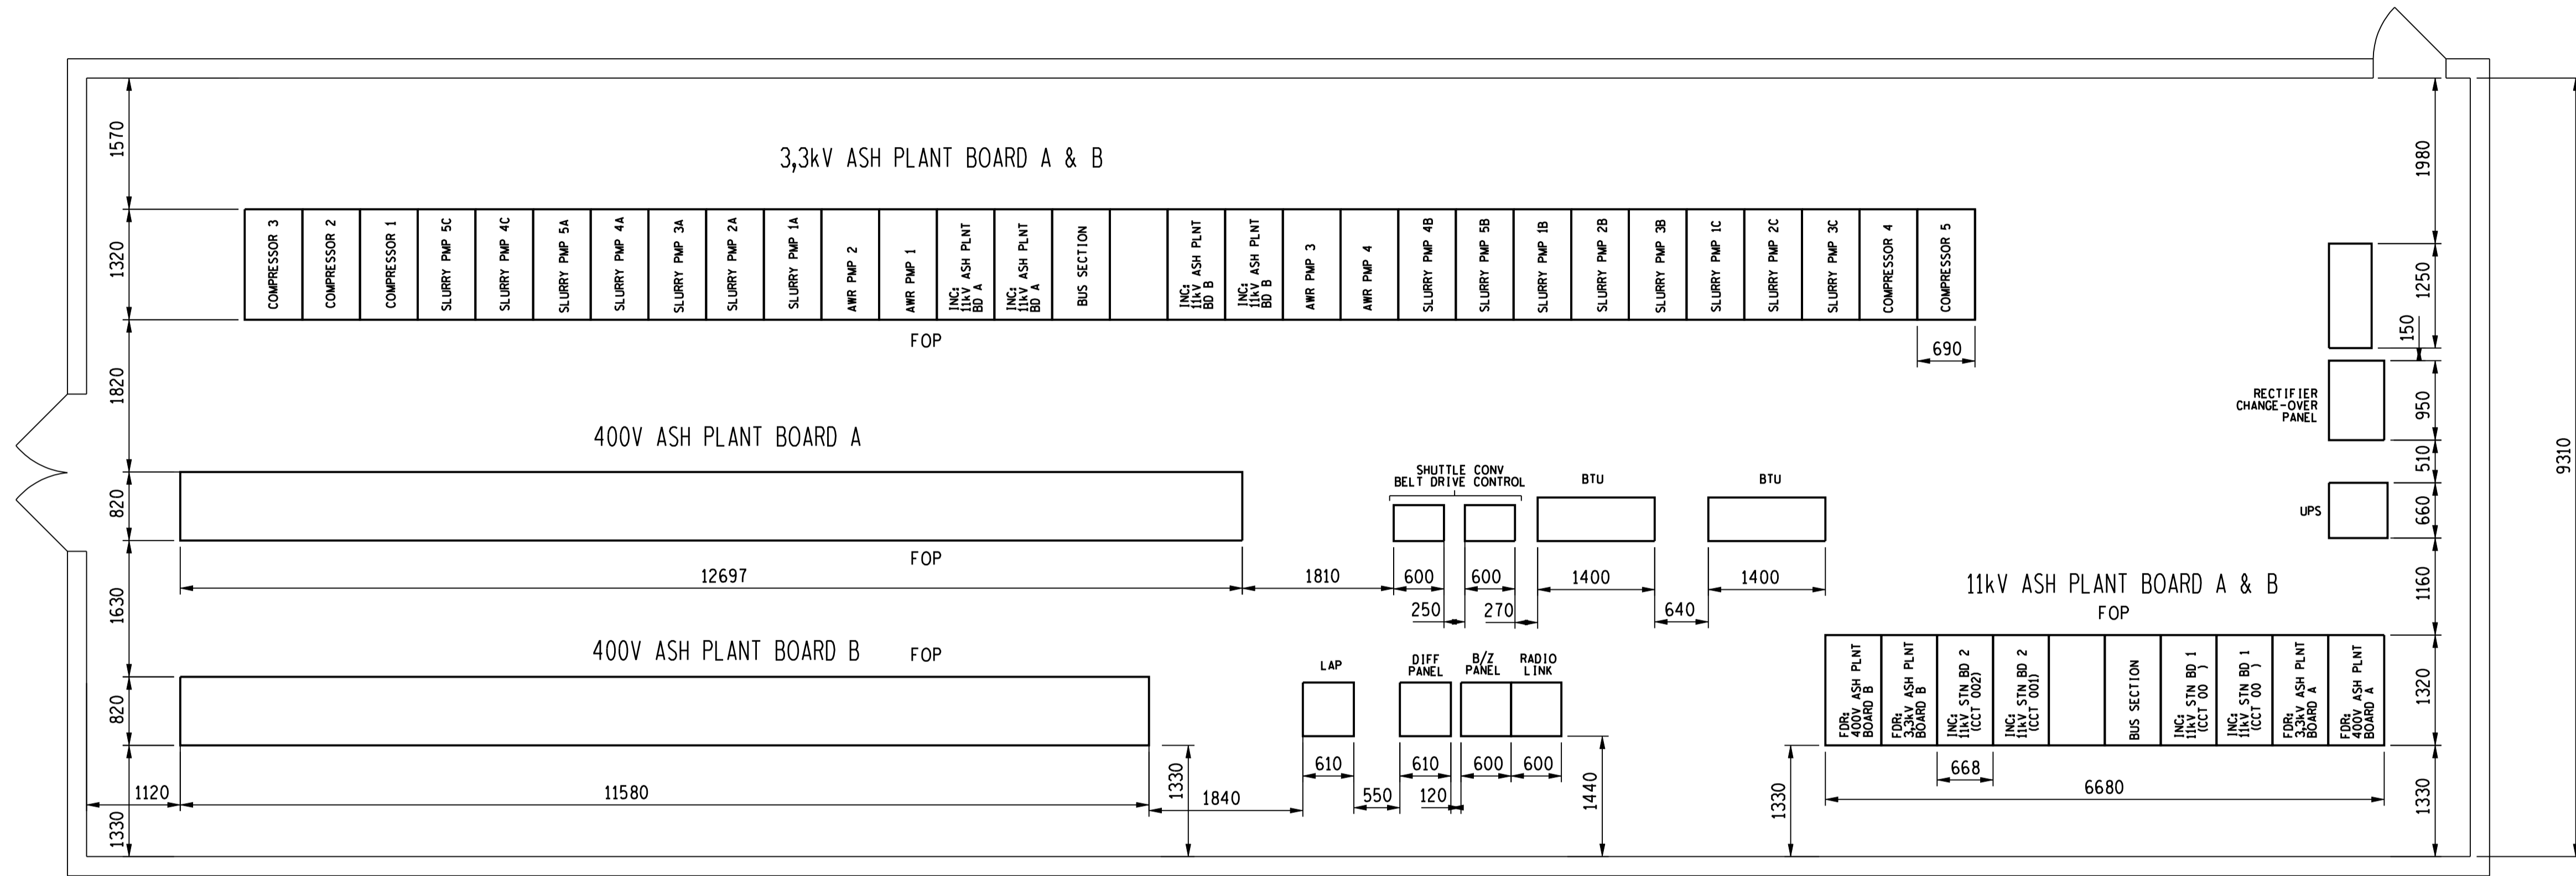 1570
1320
1820
820
1630
820
1330
3,3kV ASH PLANT BOARD A & B
COMPRESSOR 3
COMPRESSOR 2
COMPRESSOR 1
SLURRY PMP 5C
SLURRY PMP 4C
SLURRY PMP 5A
SLURRY PMP 4A
SLURRY PMP 3A
SLURRY PMP 2A
SLURRY PMP 1A
AWR PMP 2
AWR PMP 1
INC:
11kV ASH PLNT
BD A
INC:
11kV ASH PLNT
BD A
BUS SECTION
INC:
11kV ASH PLNT
BD B
INC:
11kV ASH PLNT
BD B
AWR PMP 3
AWR PMP 4
SLURRY PMP 4B
SLURRY PMP 5B
SLURRY PMP 1B
SLURRY PMP 2B
SLURRY PMP 3B
SLURRY PMP 1C
SLURRY PMP 2C
SLURRY PMP 3C
COMPRESSOR 4
COMPRESSOR 5
FOP
690
400V ASH PLANT BOARD A
FOP
12697
1810
SHUTTLE CONV
BELT DRIVE CONTROL
BTU
BTU
600
600
1400
1400
250
270
640
400V ASH PLANT BOARD B
FOP
1120
11580
1330
1840
LAP
DIFF
PANEL
B/Z
PANEL
RADIO
LINK
610
610
600
600
550
120
1440
1330
11kV ASH PLANT BOARD A & B
FOP
FDR:
400V ASH PLNT
BOARD B
FDR:
3,3kV ASH PLNT
BOARD B
INC:
11kV STN BD 2
(CCT 002)
INC:
11kV STN BD 2
(CCT 001)
BUS SECTION
INC:
11kV STN BD 1
(CCT 00 )
INC:
11kV STN BD 1
(CCT 00 )
FDR:
3,3kV ASH PLNT
BOARD A
FDR:
400V ASH PLNT
BOARD A
668
6680
RECTIFIER
CHANGE-OVER
PANEL
UPS
1980
1250
150
950
510
660
1160
1320
1330
9310